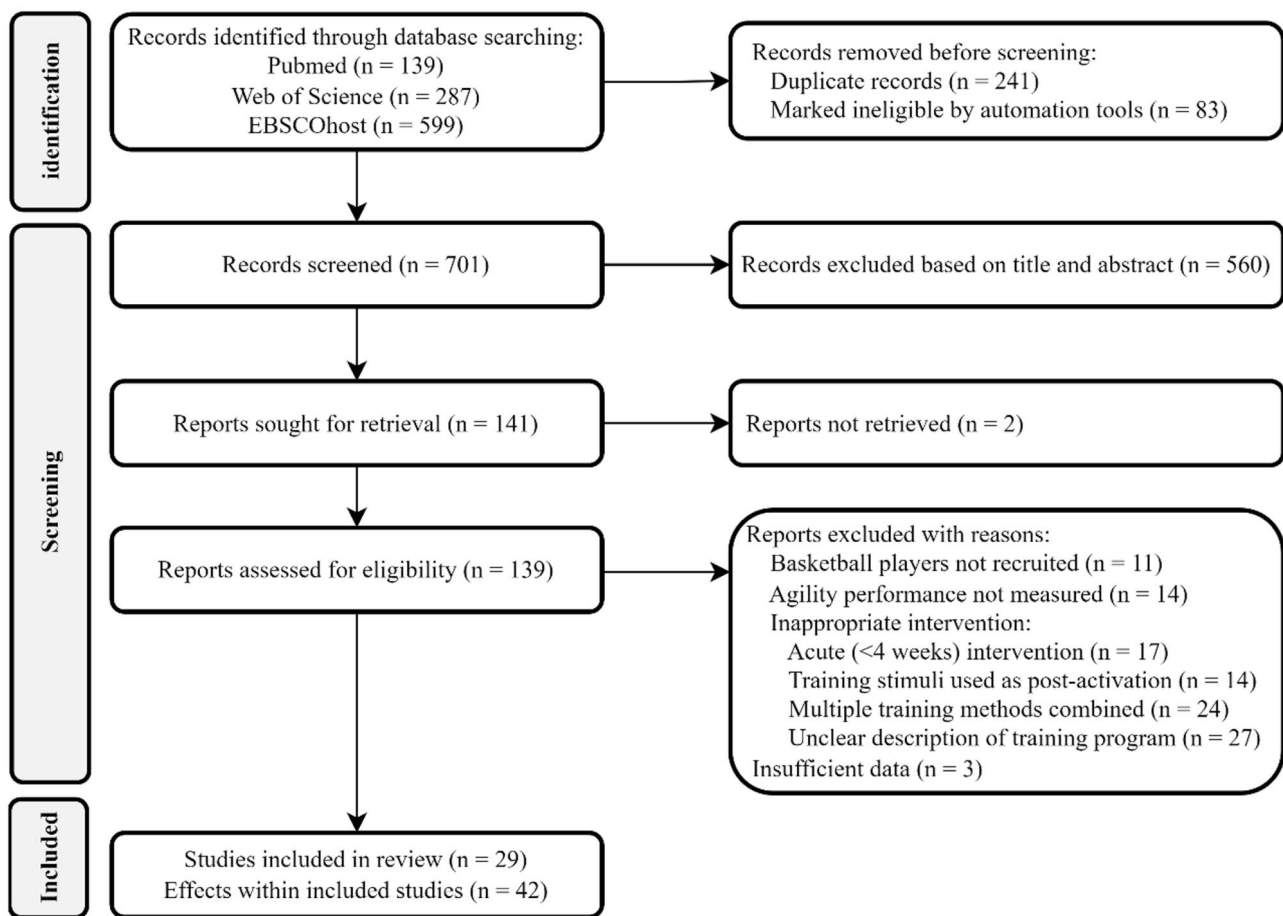 identification
Records identified through database searching:
Pubmed (n = 139)
Web of Science (n = 287)
EBSCOhost (n = 599)
Records removed before screening:
Duplicate records (n = 241)
Marked ineligible by automation tools (n = 83)
Screening
Records screened (n = 701)
Records excluded based on title and abstract (n = 560)
Reports sought for retrieval (n = 141)
Reports not retrieved (n = 2)
Reports assessed for eligibility (n = 139)
Reports excluded with reasons:
Basketball players not recruited (n = 11)
Agility performance not measured (n = 14)
Inappropriate intervention:
Acute (<4 weeks) intervention (n = 17)
Training stimuli used as post-activation (n = 14)
Multiple training methods combined (n = 24)
Unclear description of training program (n = 27)
Insufficient data (n = 3)
Included
Studies included in review (n = 29)
Effects within included studies (n = 42)